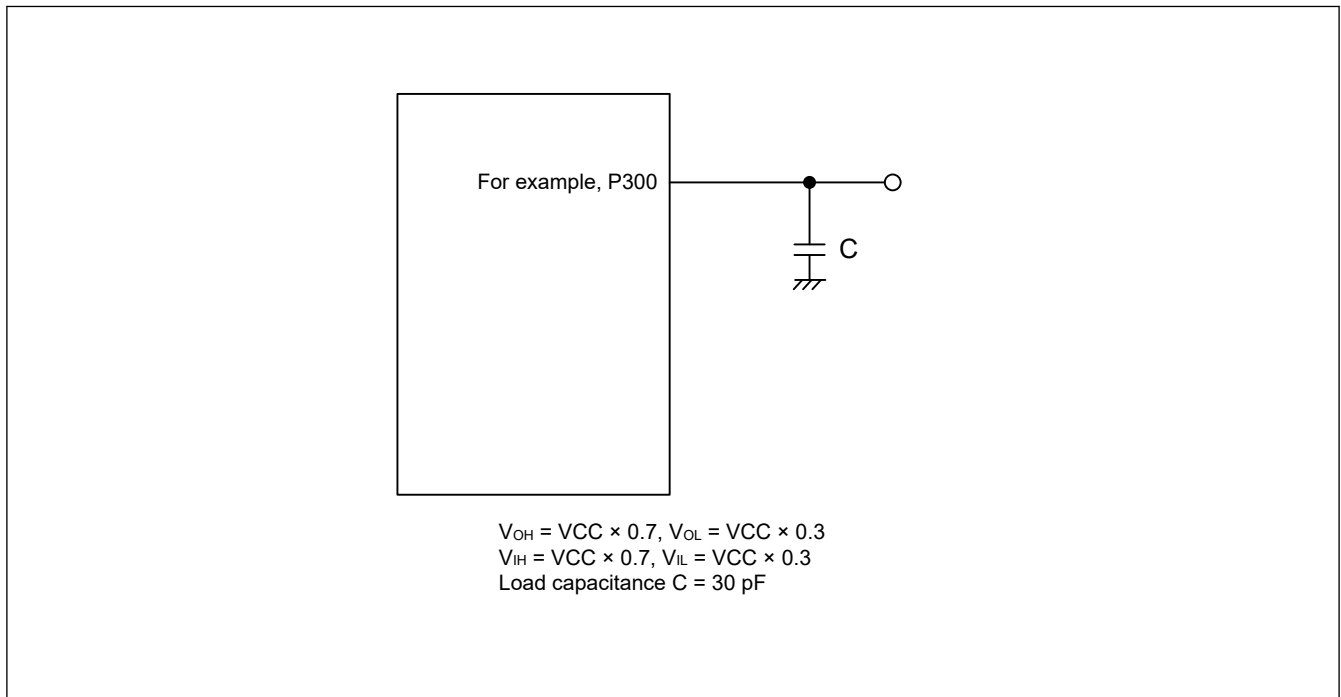 For example, P300
C
VOH = VCC × 0.7, VOL = VCC × 0.3
VIH = VCC × 0.7, VIL = VCC × 0.3
Load capacitance C = 30 pF